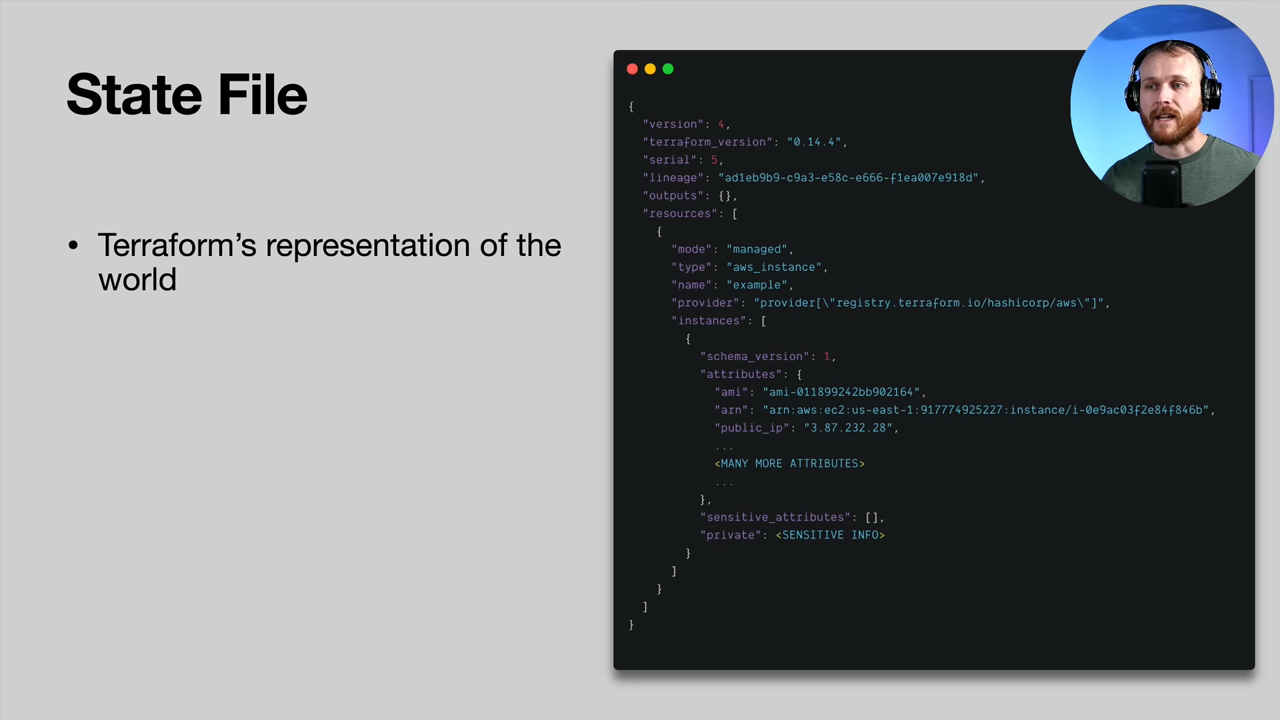 State File
• Terraform's representation of the
world
{
"version": 4,
"terraform_version": "0.14.4",
"serial": 5,
"lineage": "ad1eb9b9-c9a3-e58c-e666-f1ea007e918d",
"outputs": {},
"resources": [
{
"mode": "managed",
"type": "aws_instance",
"name": "example",
"provider": "provider[\"registry.terraform.io/hashicorp/aws\"]",
"instances": [
{
"schema_version": 1,
"attributes": {
"ami": "ami-011899242bb902164",
"arn": "arn:aws:ec2:us-east-1:917774925227:instance/i-0e9ac03f2e84f846b",
"public_ip": "3.87.232.28",
...
<MANY MORE ATTRIBUTES>
...
},
"sensitive_attributes": [],
"private": <SENSITIVE INFO>
}
]
}
]
}